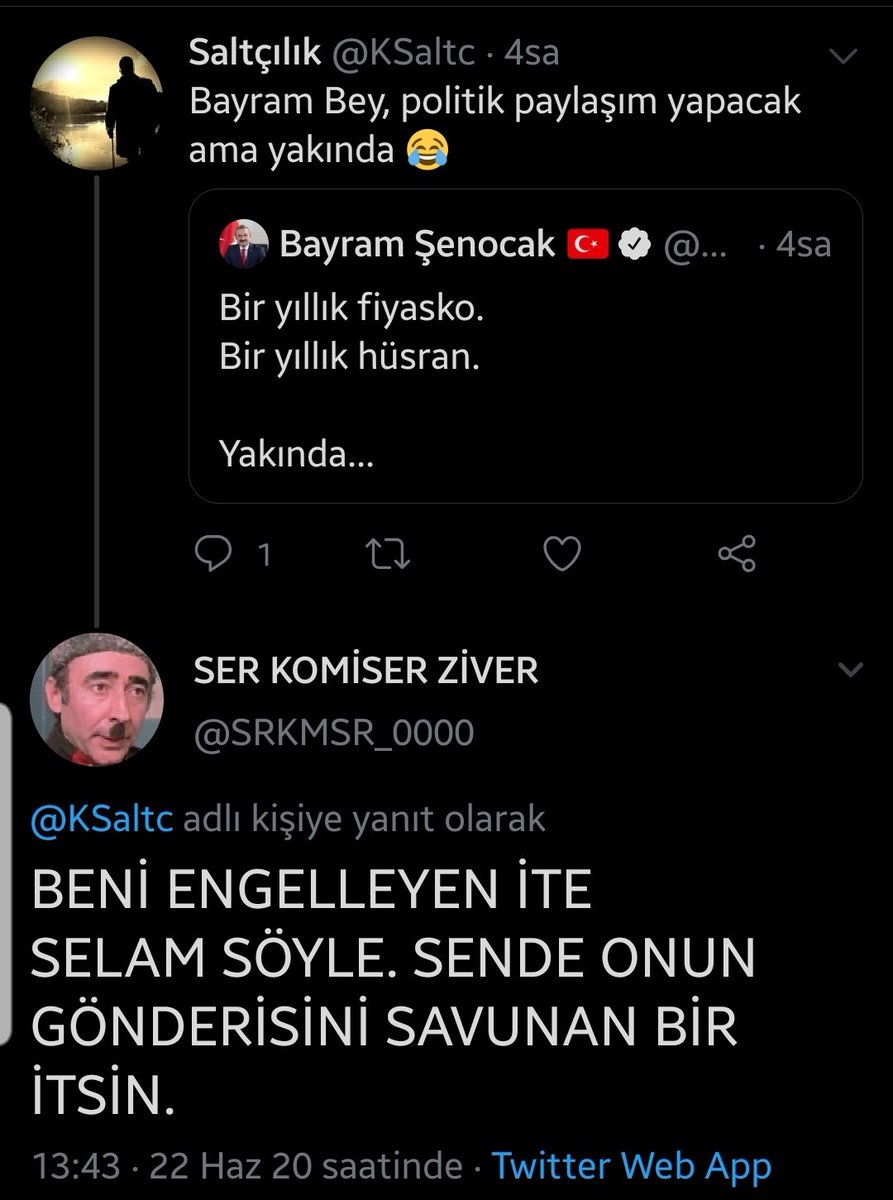 Saltçılık @KSaltc · 4sa
Bayram Bey, politik paylaşım yapacak
ama yakında 😂
Bayram Şenocak 🇹🇷 @... · 4sa
Bir yıllık fiyasko.
Bir yıllık hüsran.
Yakında...
1
SER KOMİSER ZİVER
@SRKMSR_0000
@KSaltc adlı kişiye yanıt olarak
BENİ ENGELLEYEN İTE
SELAM SÖYLE. SENDE ONUN
GÖNDERİSİNİ SAVUNAN BİR
İTSİN.
13:43 · 22 Haz 20 saatinde · Twitter Web App